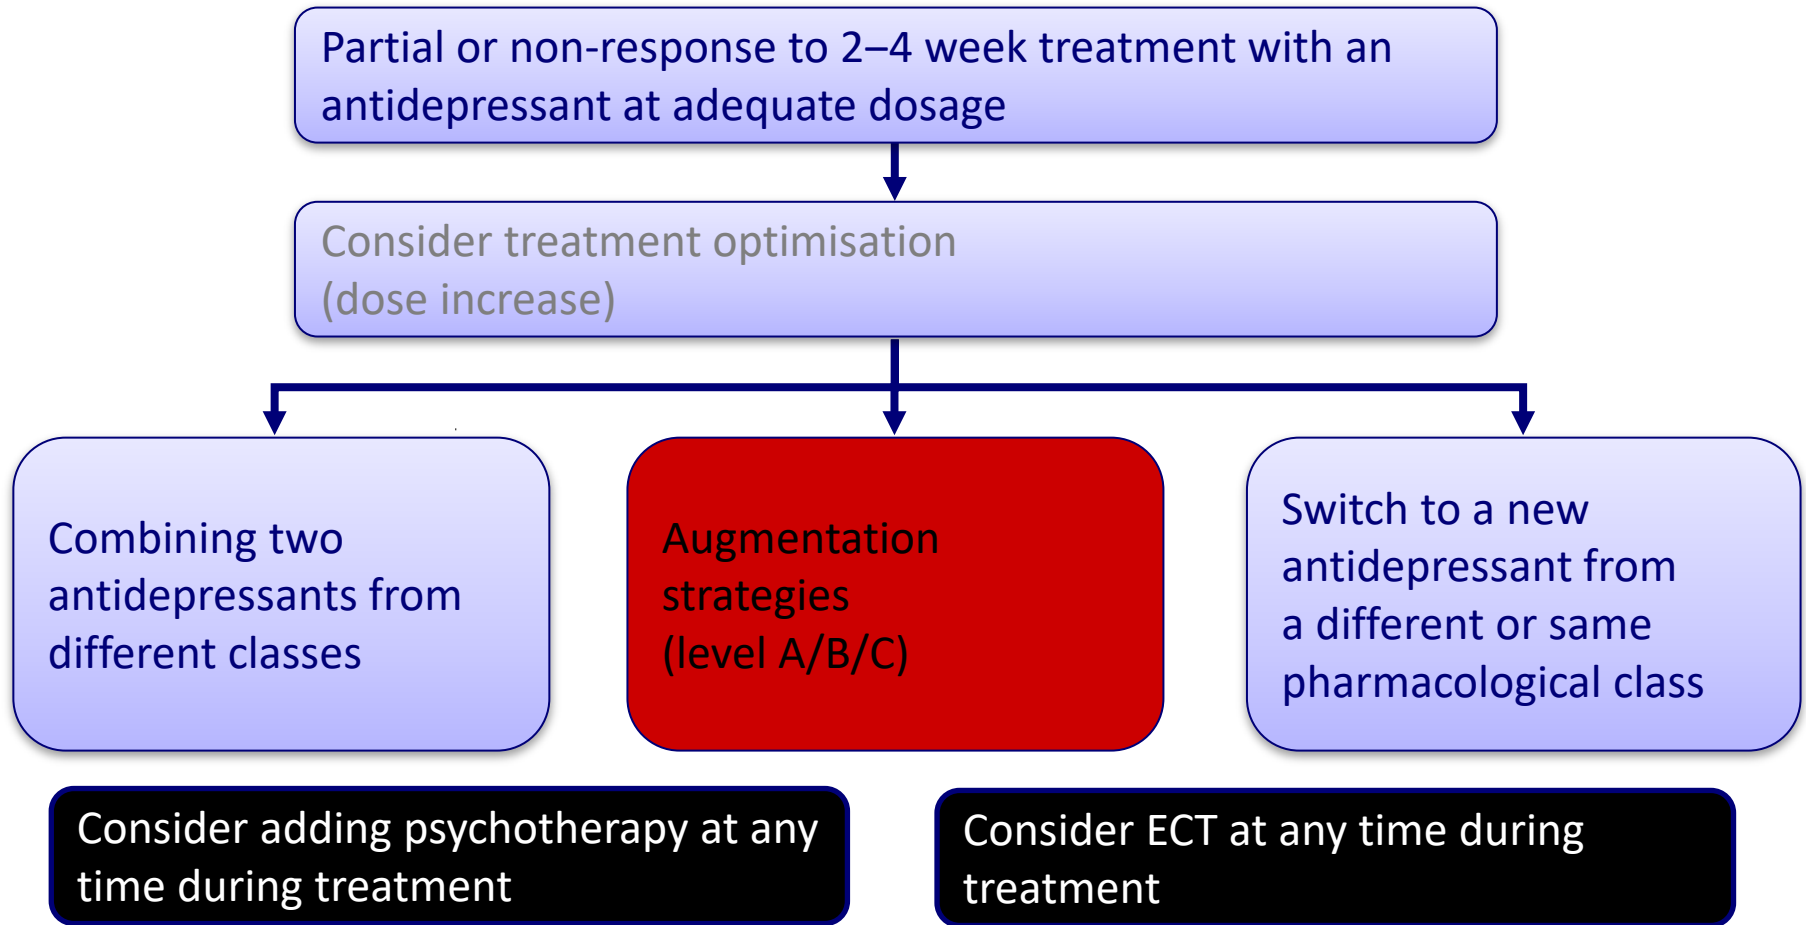 Partial or non-response to 2–4 week treatment with an
antidepressant at adequate dosage
Consider treatment optimisation
(dose increase)
Combining two
antidepressants from
different classes
Augmentation
strategies
(level A/B/C)
Switch to a new
antidepressant from
a different or same
pharmacological class
Consider adding psychotherapy at any
time during treatment
Consider ECT at any time during
treatment